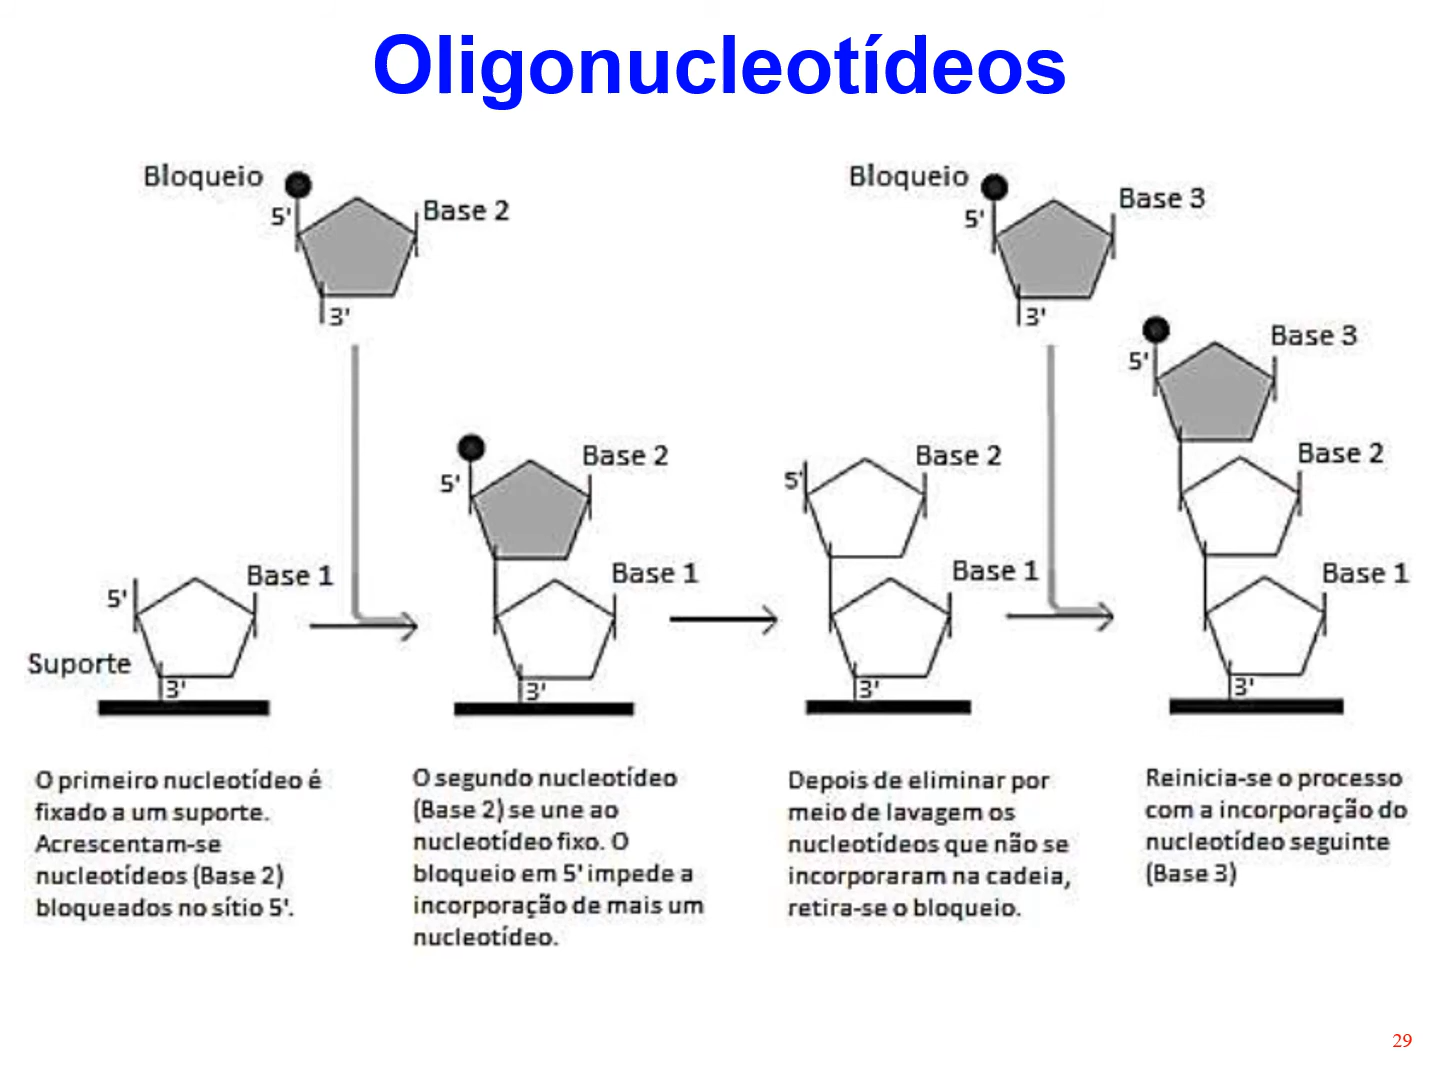 Oligonucleotídeos
Bloqueio
5'
Base 2
3'
Bloqueio
5'
Base 3
3'
5'
Base 1
Suporte
3'
5'
Base 2
Base 1
3'
5'
Base 2
Base 1
3'
5'
Base 3
Base 2
Base 1
3'
O primeiro nucleotídeo é
fixado a um suporte.
Acrescentam-se
nucleotídeos (Base 2)
bloqueados no sítio 5'.
O segundo nucleotídeo
(Base 2) se une ao
nucleotídeo fixo. O
bloqueio em 5' impede a
incorporação de mais um
nucleotídeo.
Depois de eliminar por
meio de lavagem os
nucleotídeos que não se
incorporaram na cadeia,
retira-se o bloqueio.
Reinicia-se o processo
com a incorporação do
nucleotídeo seguinte
(Base 3)
29